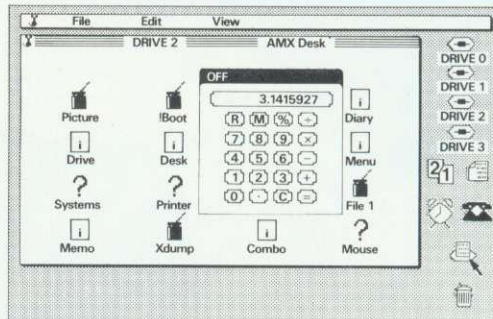 File Edit View
DRIVE 2 AMX Desk
OFF
3.1415927
R M % ÷
7 8 9 ×
4 5 6 −
1 2 3 +
0 · C =
Picture !Boot Diary
Drive Desk Menu
Systems Printer File 1
Memo Xdump Combo Mouse
DRIVE 0
DRIVE 1
DRIVE 2
DRIVE 3
21